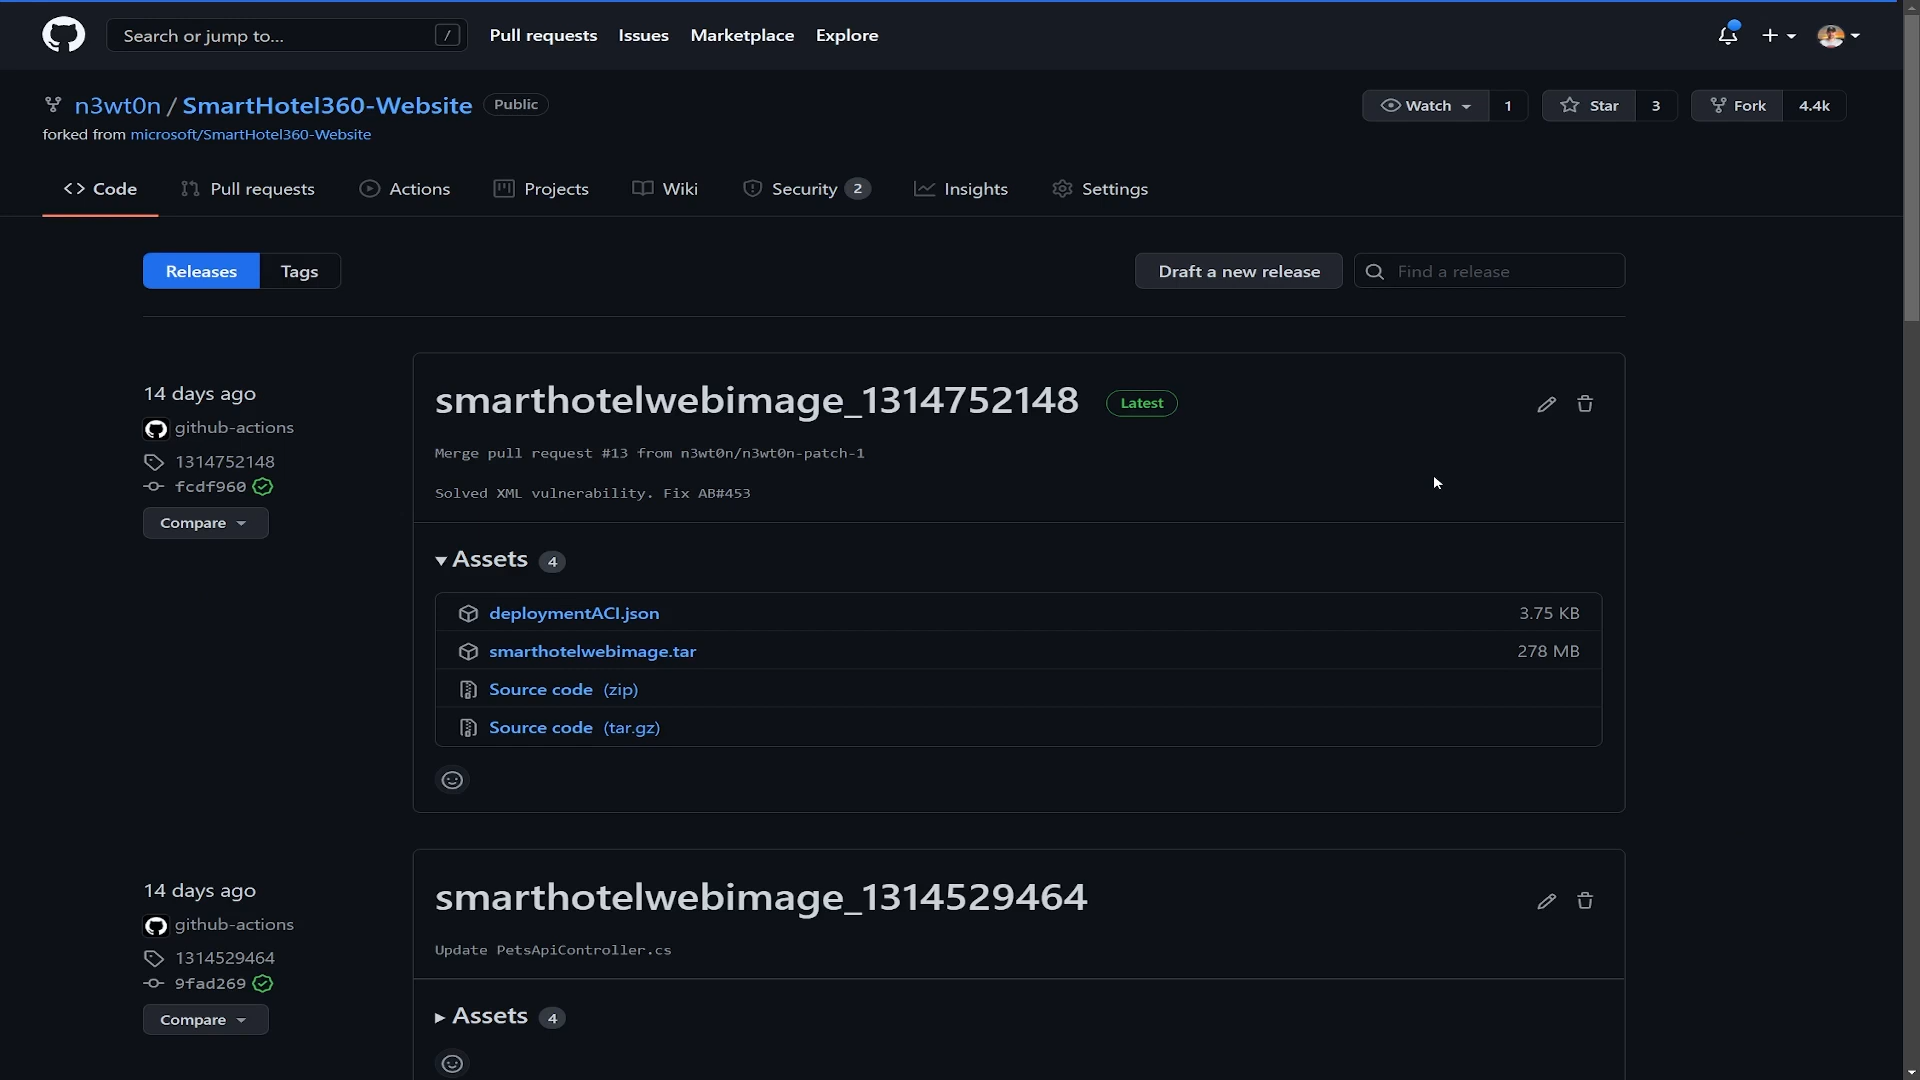 Search or jump to... /
Pull requests Issues Marketplace Explore
n3wt0n / SmartHotel360-Website Public
Watch 1 Star 3 Fork 4.4k
forked from microsoft/SmartHotel360-Website
Code Pull requests Actions Projects Wiki Security 2 Insights Settings
Releases Tags
Draft a new release Find a release
14 days ago
github-actions
1314752148
fcdf960
Compare
smarthotelwebimage_1314752148 Latest
Merge pull request #13 from n3wt0n/n3wt0n-patch-1
Solved XML vulnerability. Fix AB#453
Assets 4
deploymentACI.json 3.75 KB
smarthotelwebimage.tar 278 MB
Source code (zip)
Source code (tar.gz)
14 days ago
github-actions
1314529464
9fad269
Compare
smarthotelwebimage_1314529464
Update PetsApiController.cs
Assets 4